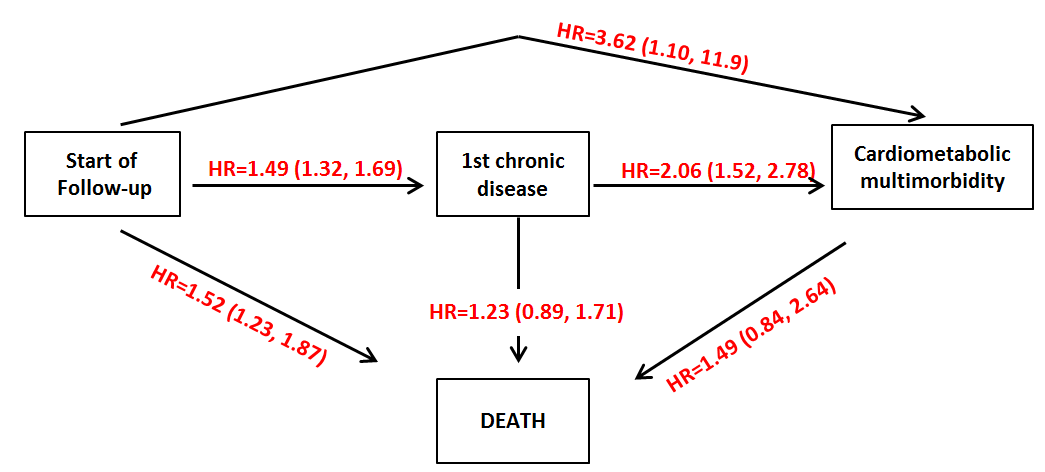 HR=3.62 (1.10, 11.9)
Start of
Follow-up
HR=1.49 (1.32, 1.69)
1st chronic
disease
HR=2.06 (1.52, 2.78)
Cardiometabolic
multimorbidity
HR=1.52 (1.23, 1.87)
HR=1.23 (0.89, 1.71)
HR=1.49 (0.84, 2.64)
DEATH